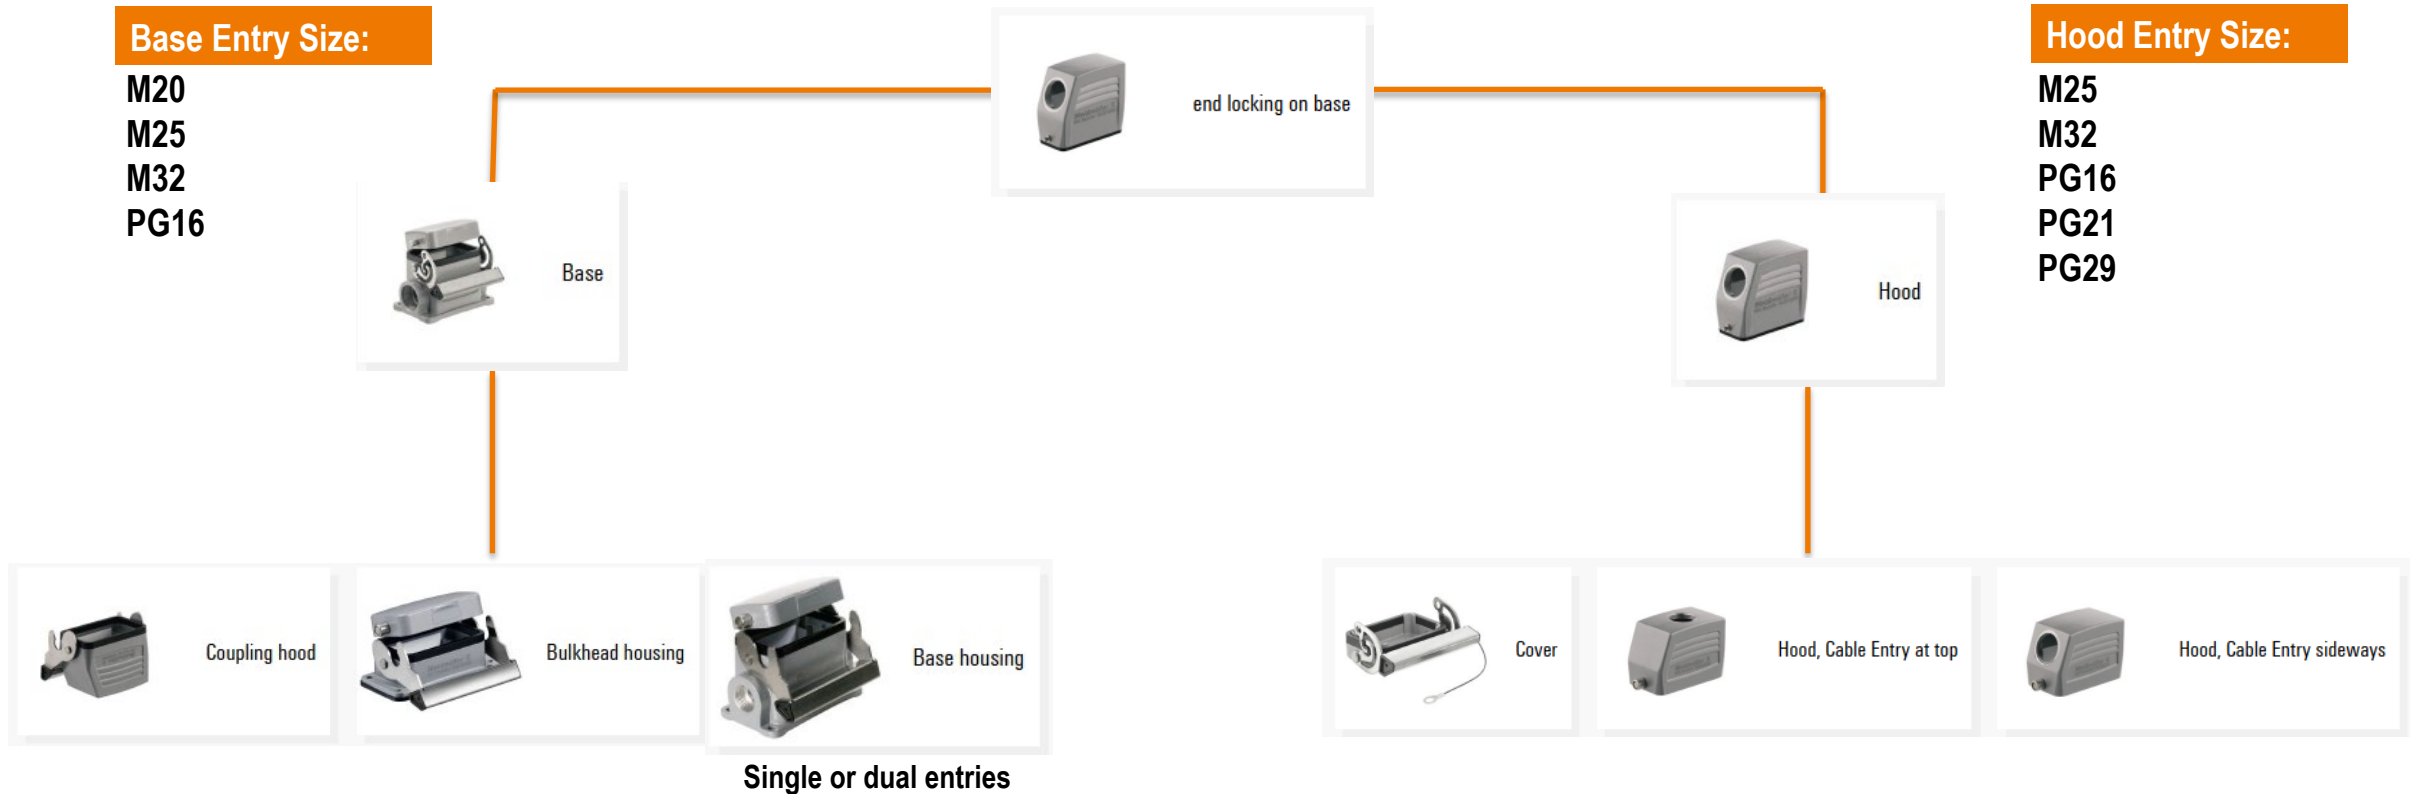 Base Entry Size:
M20
M25
M32
PG16
end locking on base
Hood Entry Size:
M25
M32
PG16
PG21
PG29
Base
Hood
Coupling hood
Bulkhead housing
Base housing
Single or dual entries
Cover
Hood, Cable Entry at top
Hood, Cable Entry sideways